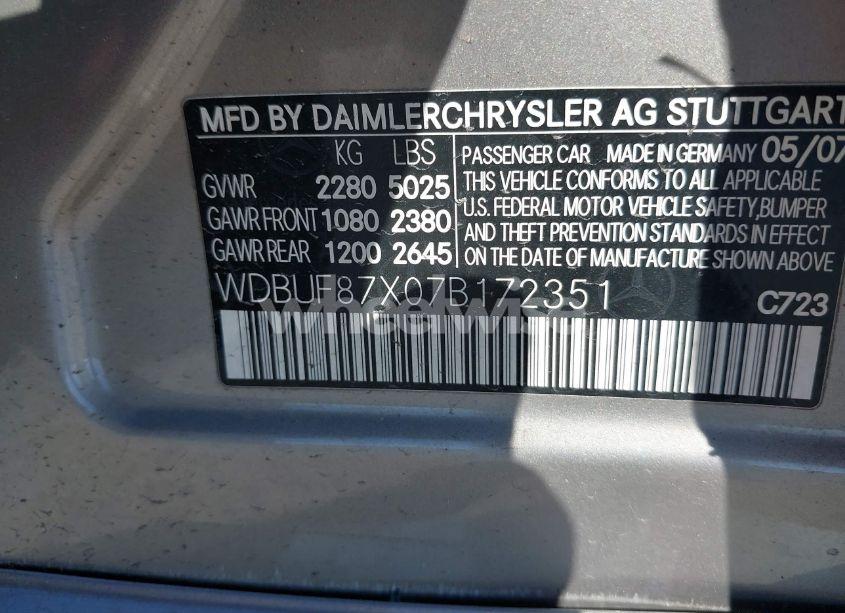 MFD BY DAIMLERCHRYSLER AG STUTTGART
KG LBS
GVWR 2280 5025
GAWR FRONT 1080 2380
GAWR REAR 1200 2645
PASSENGER CAR MADE IN GERMANY 05/07
THIS VEHICLE CONFORMS TO ALL APPLICABLE
U.S. FEDERAL MOTOR VEHICLE SAFETY,BUMPER
AND THEFT PREVENTION STANDARDS IN EFFECT
ON THE DATE OF MANUFACTURE SHOWN ABOVE
WDBUF87X07B172351
C723
wheelwise